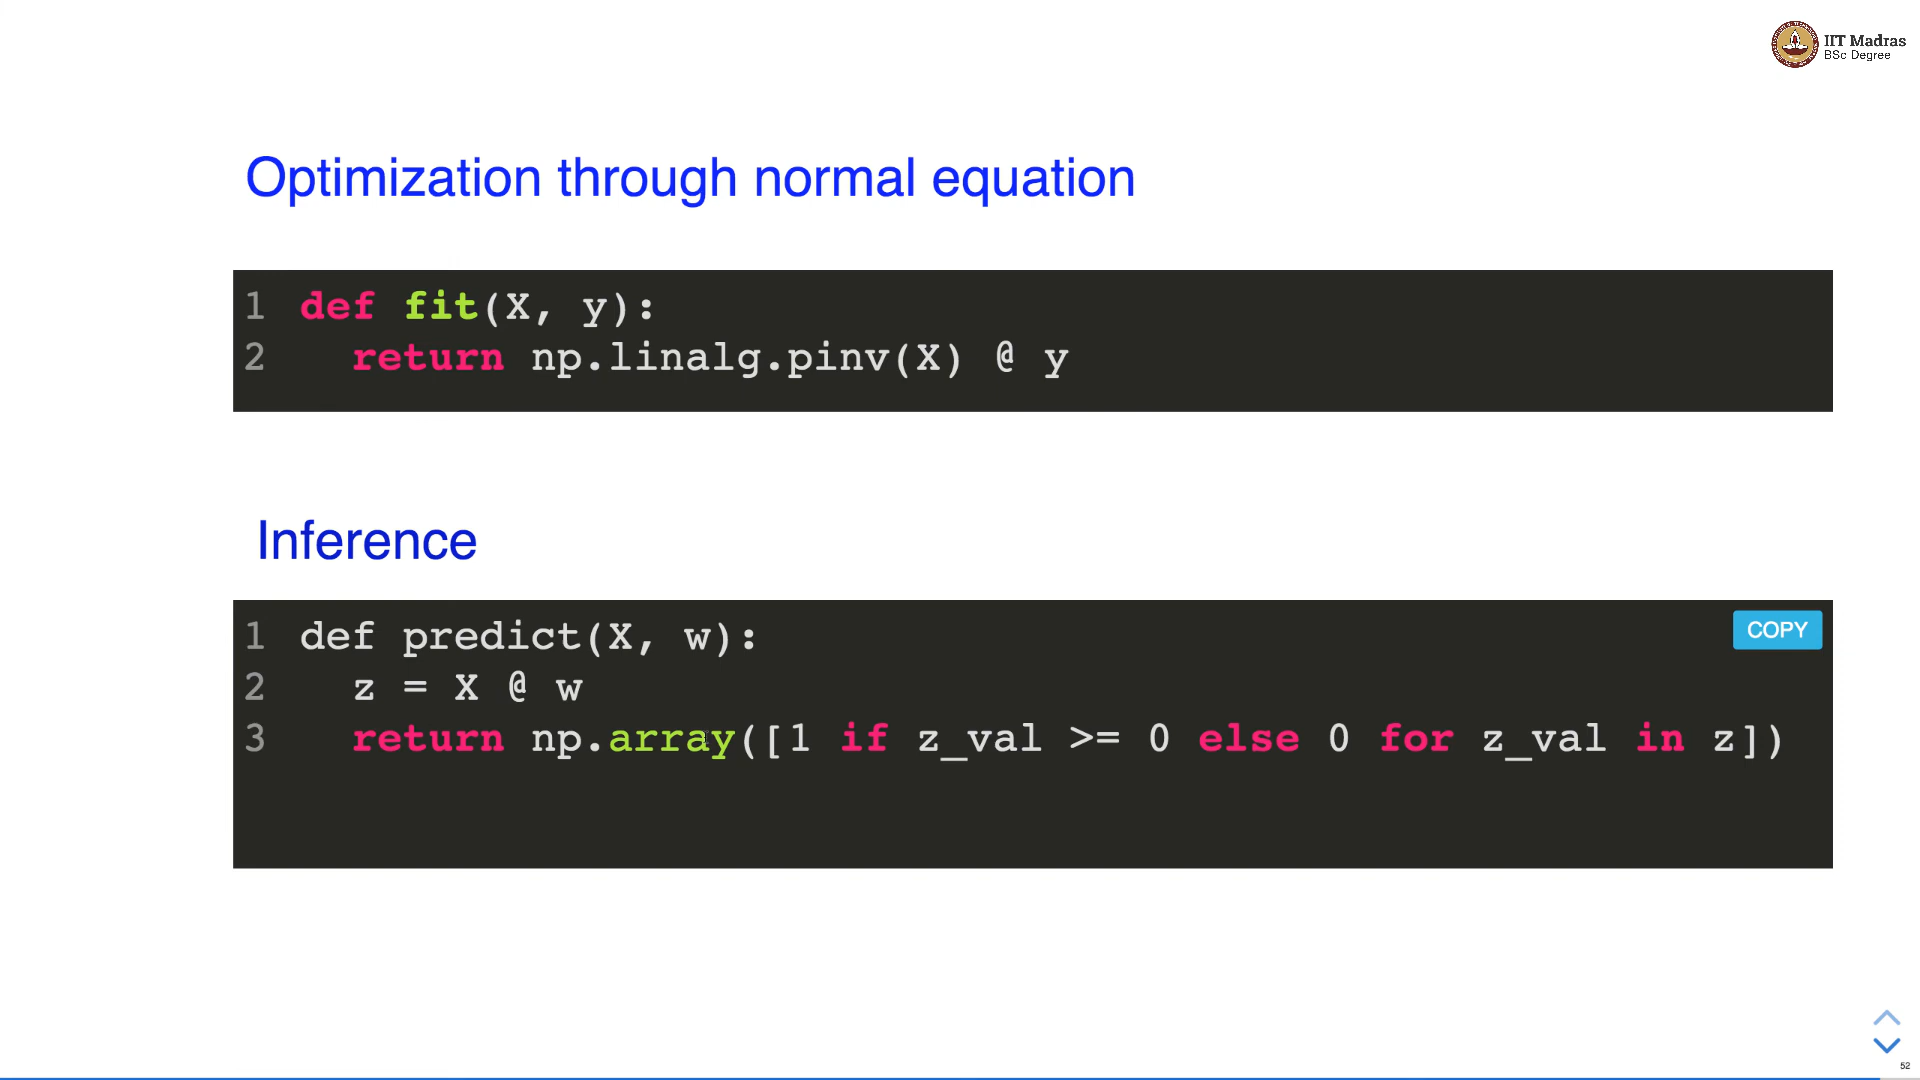 IIT Madras
BSc Degree
Optimization through normal equation
1 def fit(X, y):
2   return np.linalg.pinv(X) @ y
Inference
1 def predict(X, w):
COPY
2   z = X @ w
3   return np.array([1 if z_val >= 0 else 0 for z_val in z])
52